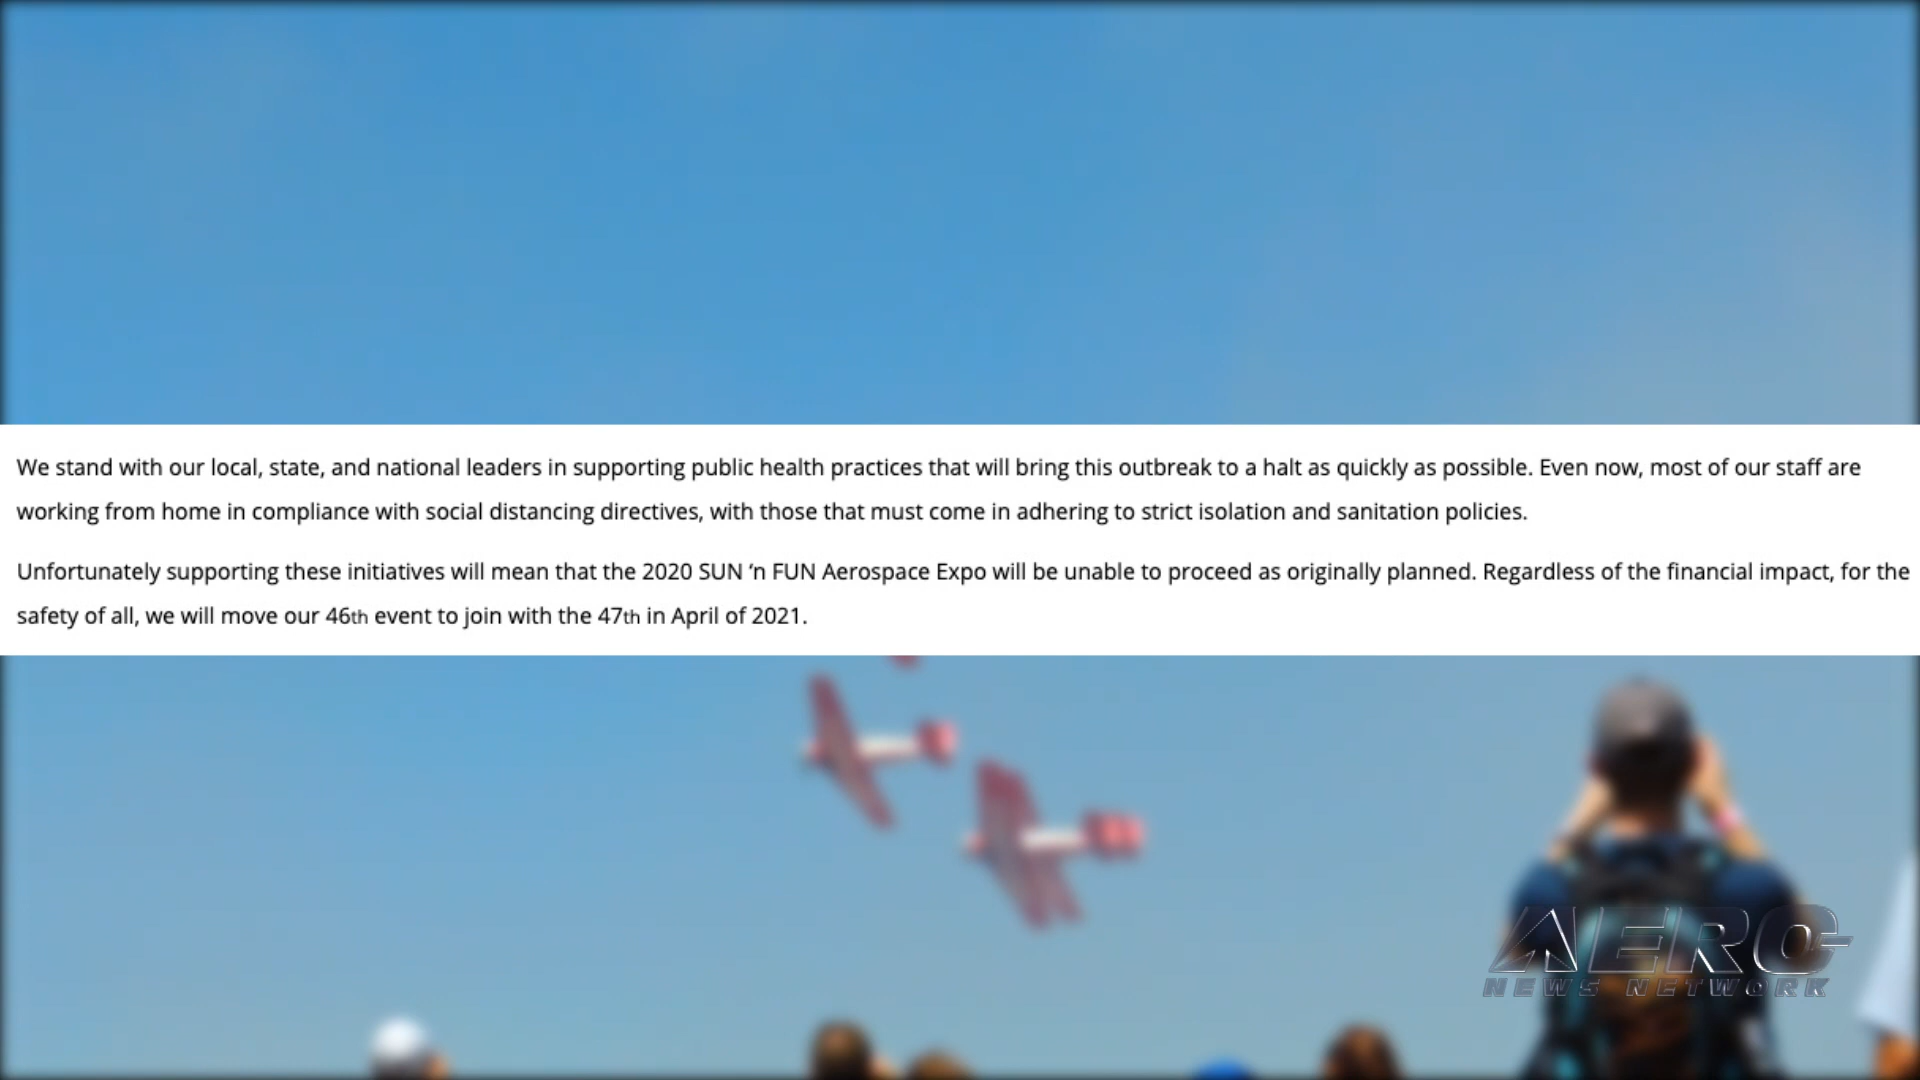 We stand with our local, state, and national leaders in supporting public health practices that will bring this outbreak to a halt as quickly as possible. Even now, most of our staff are
working from home in compliance with social distancing directives, with those that must come in adhering to strict isolation and sanitation policies.
Unfortunately supporting these initiatives will mean that the 2020 SUN ‘n FUN Aerospace Expo will be unable to proceed as originally planned. Regardless of the financial impact, for the
safety of all, we will move our 46th event to join with the 47th in April of 2021.
AERO-
NEWS NETWORK